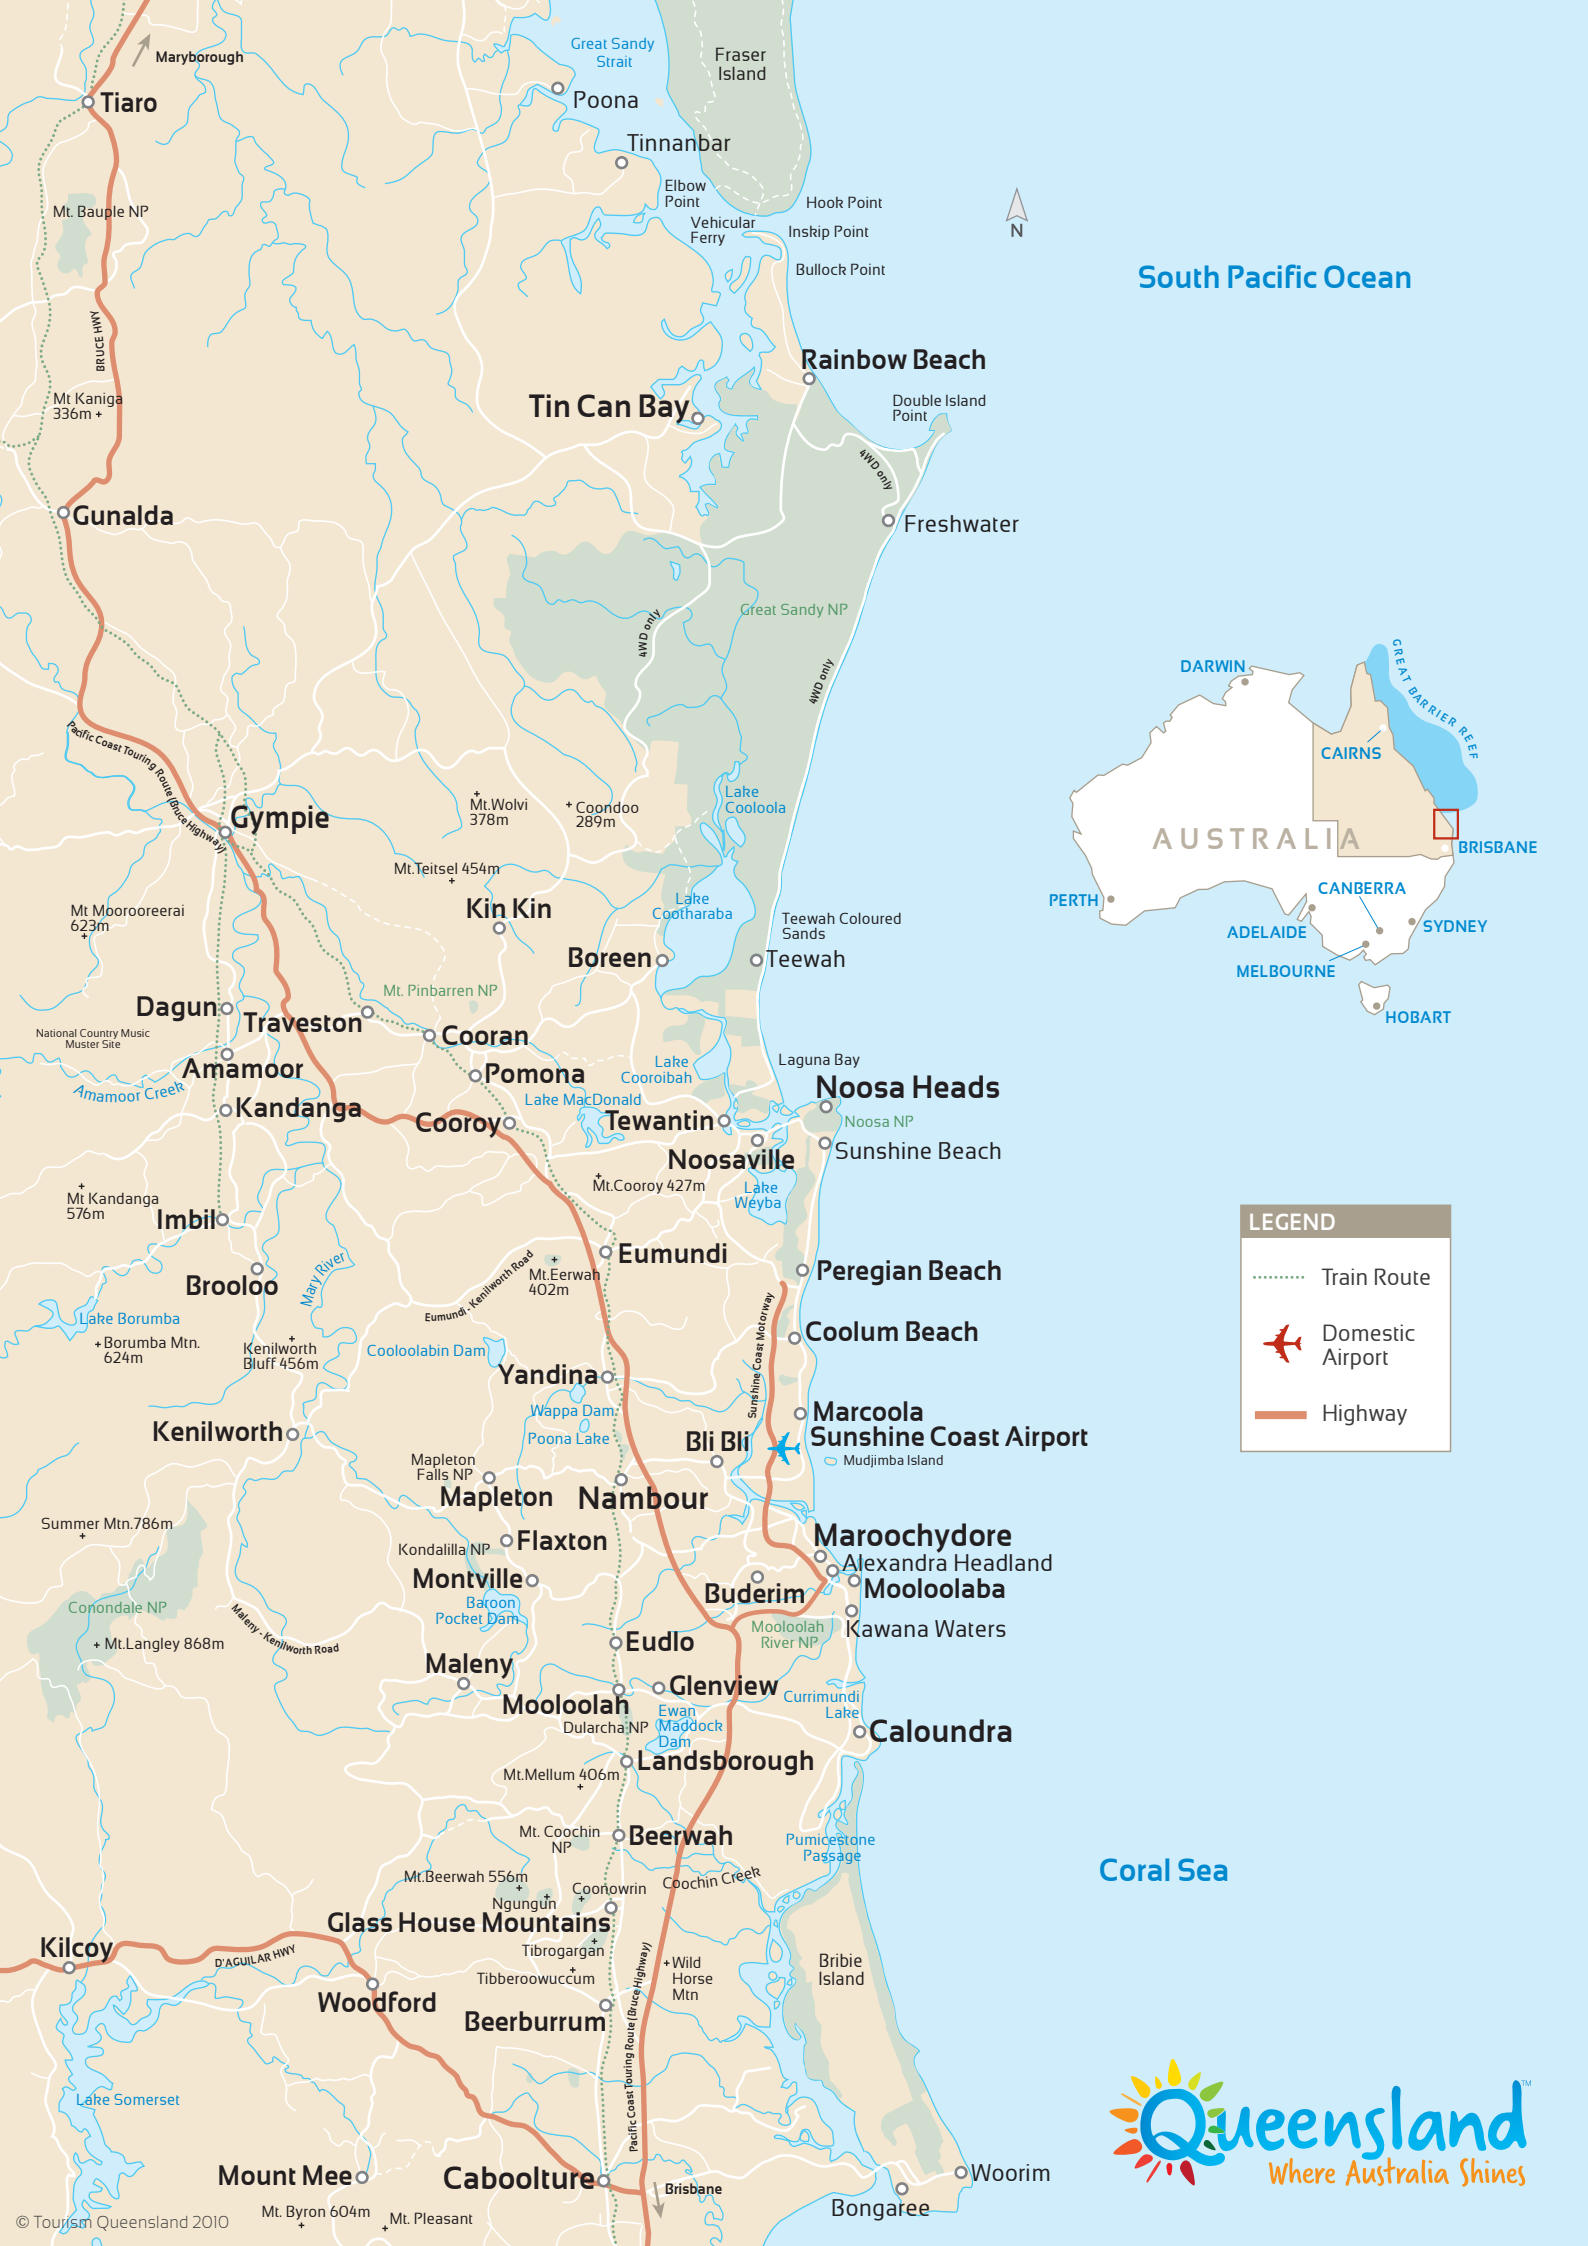 Maryborough
Tiaro
Great Sandy
Strait
Fraser
Island
Poona
Tinnanbar
Elbow
Point
Hook Point
Vehicular
Ferry
Inskip Point
Bullock Point
N
South Pacific Ocean
Mt. Bauple NP
BRUCE HWY
Mt Kaniga
336m
Rainbow Beach
Tin Can Bay
Double Island
Point
4WD only
Gunalda
Freshwater
Great Sandy NP
4WD only
4WD only
Pacific Coast Touring Route (Bruce Highway)
Gympie
Mt.Wolvi
378m
Coondoo
289m
Lake
Cooloola
Mt.Teitsel 454m
Mt Moorooreerai
623m
Kin Kin
Lake
Cootharaba
Teewah Coloured
Sands
Boreen
Teewah
Mt. Pinbarren NP
Dagun
Traveston
National Country Music
Muster Site
Cooran
Amamoor
Amamoor Creek
Pomona
Lake
Cooroibah
Laguna Bay
Noosa Heads
Kandanga
Lake MacDonald
Cooroy
Tewantin
Noosa NP
Sunshine Beach
Noosaville
Mt.Cooroy 427m
Lake
Weyba
Mt Kandanga
576m
Imbil
Eumundi
Brooloo
Mary River
Eumundi - Kenilworth Road
Mt.Eerwah
402m
Peregian Beach
Lake Borumba
Borumba Mtn.
624m
Kenilworth
Bluff 456m
Cooloolabin Dam
Sunshine Coast Motorway
Coolum Beach
Yandina
Wappa Dam
Poona Lake
Kenilworth
Bli Bli
Marcoola
Sunshine Coast Airport
Mudjimba Island
Mapleton
Falls NP
Mapleton
Nambour
Summer Mtn.786m
Kondalilla NP
Flaxton
Maroochydore
Alexandra Headland
Montville
Buderim
Mooloolaba
Baroon
Pocket Dam
Conondale NP
Mt.Langley 868m
Maleny - Kenilworth Road
Mooloolah
River NP
Kawana Waters
Eudlo
Maleny
Glenview
Mooloolah
Currimundi
Lake
Dularcha NP
Ewan
Maddock
Dam
Caloundra
Landsborough
Mt.Mellum 406m
Mt. Coochin
NP
Beerwah
Pumicestone
Passage
Coral Sea
Mt.Beerwah 556m
Coonowrin
Coochin Creek
Ngungun
Glass House Mountains
Kilcoy
D'AGUILAR HWY
Tibrogargan
Tibberoowuccum
Wild
Horse
Mtn
Bribie
Island
Woodford
Beerburrum
Pacific Coast Touring Route (Bruce Highway)
Lake Somerset
Mount Mee
Caboolture
Brisbane
Woorim
Bongaree
Mt. Byron 604m
Mt. Pleasant
© Tourism Queensland 2010
DARWIN
GREAT BARRIER REEF
CAIRNS
AUSTRALIA
BRISBANE
PERTH
CANBERRA
ADELAIDE
SYDNEY
MELBOURNE
HOBART
LEGEND
Train Route
Domestic
Airport
Highway
Queensland TM
Where Australia Shines